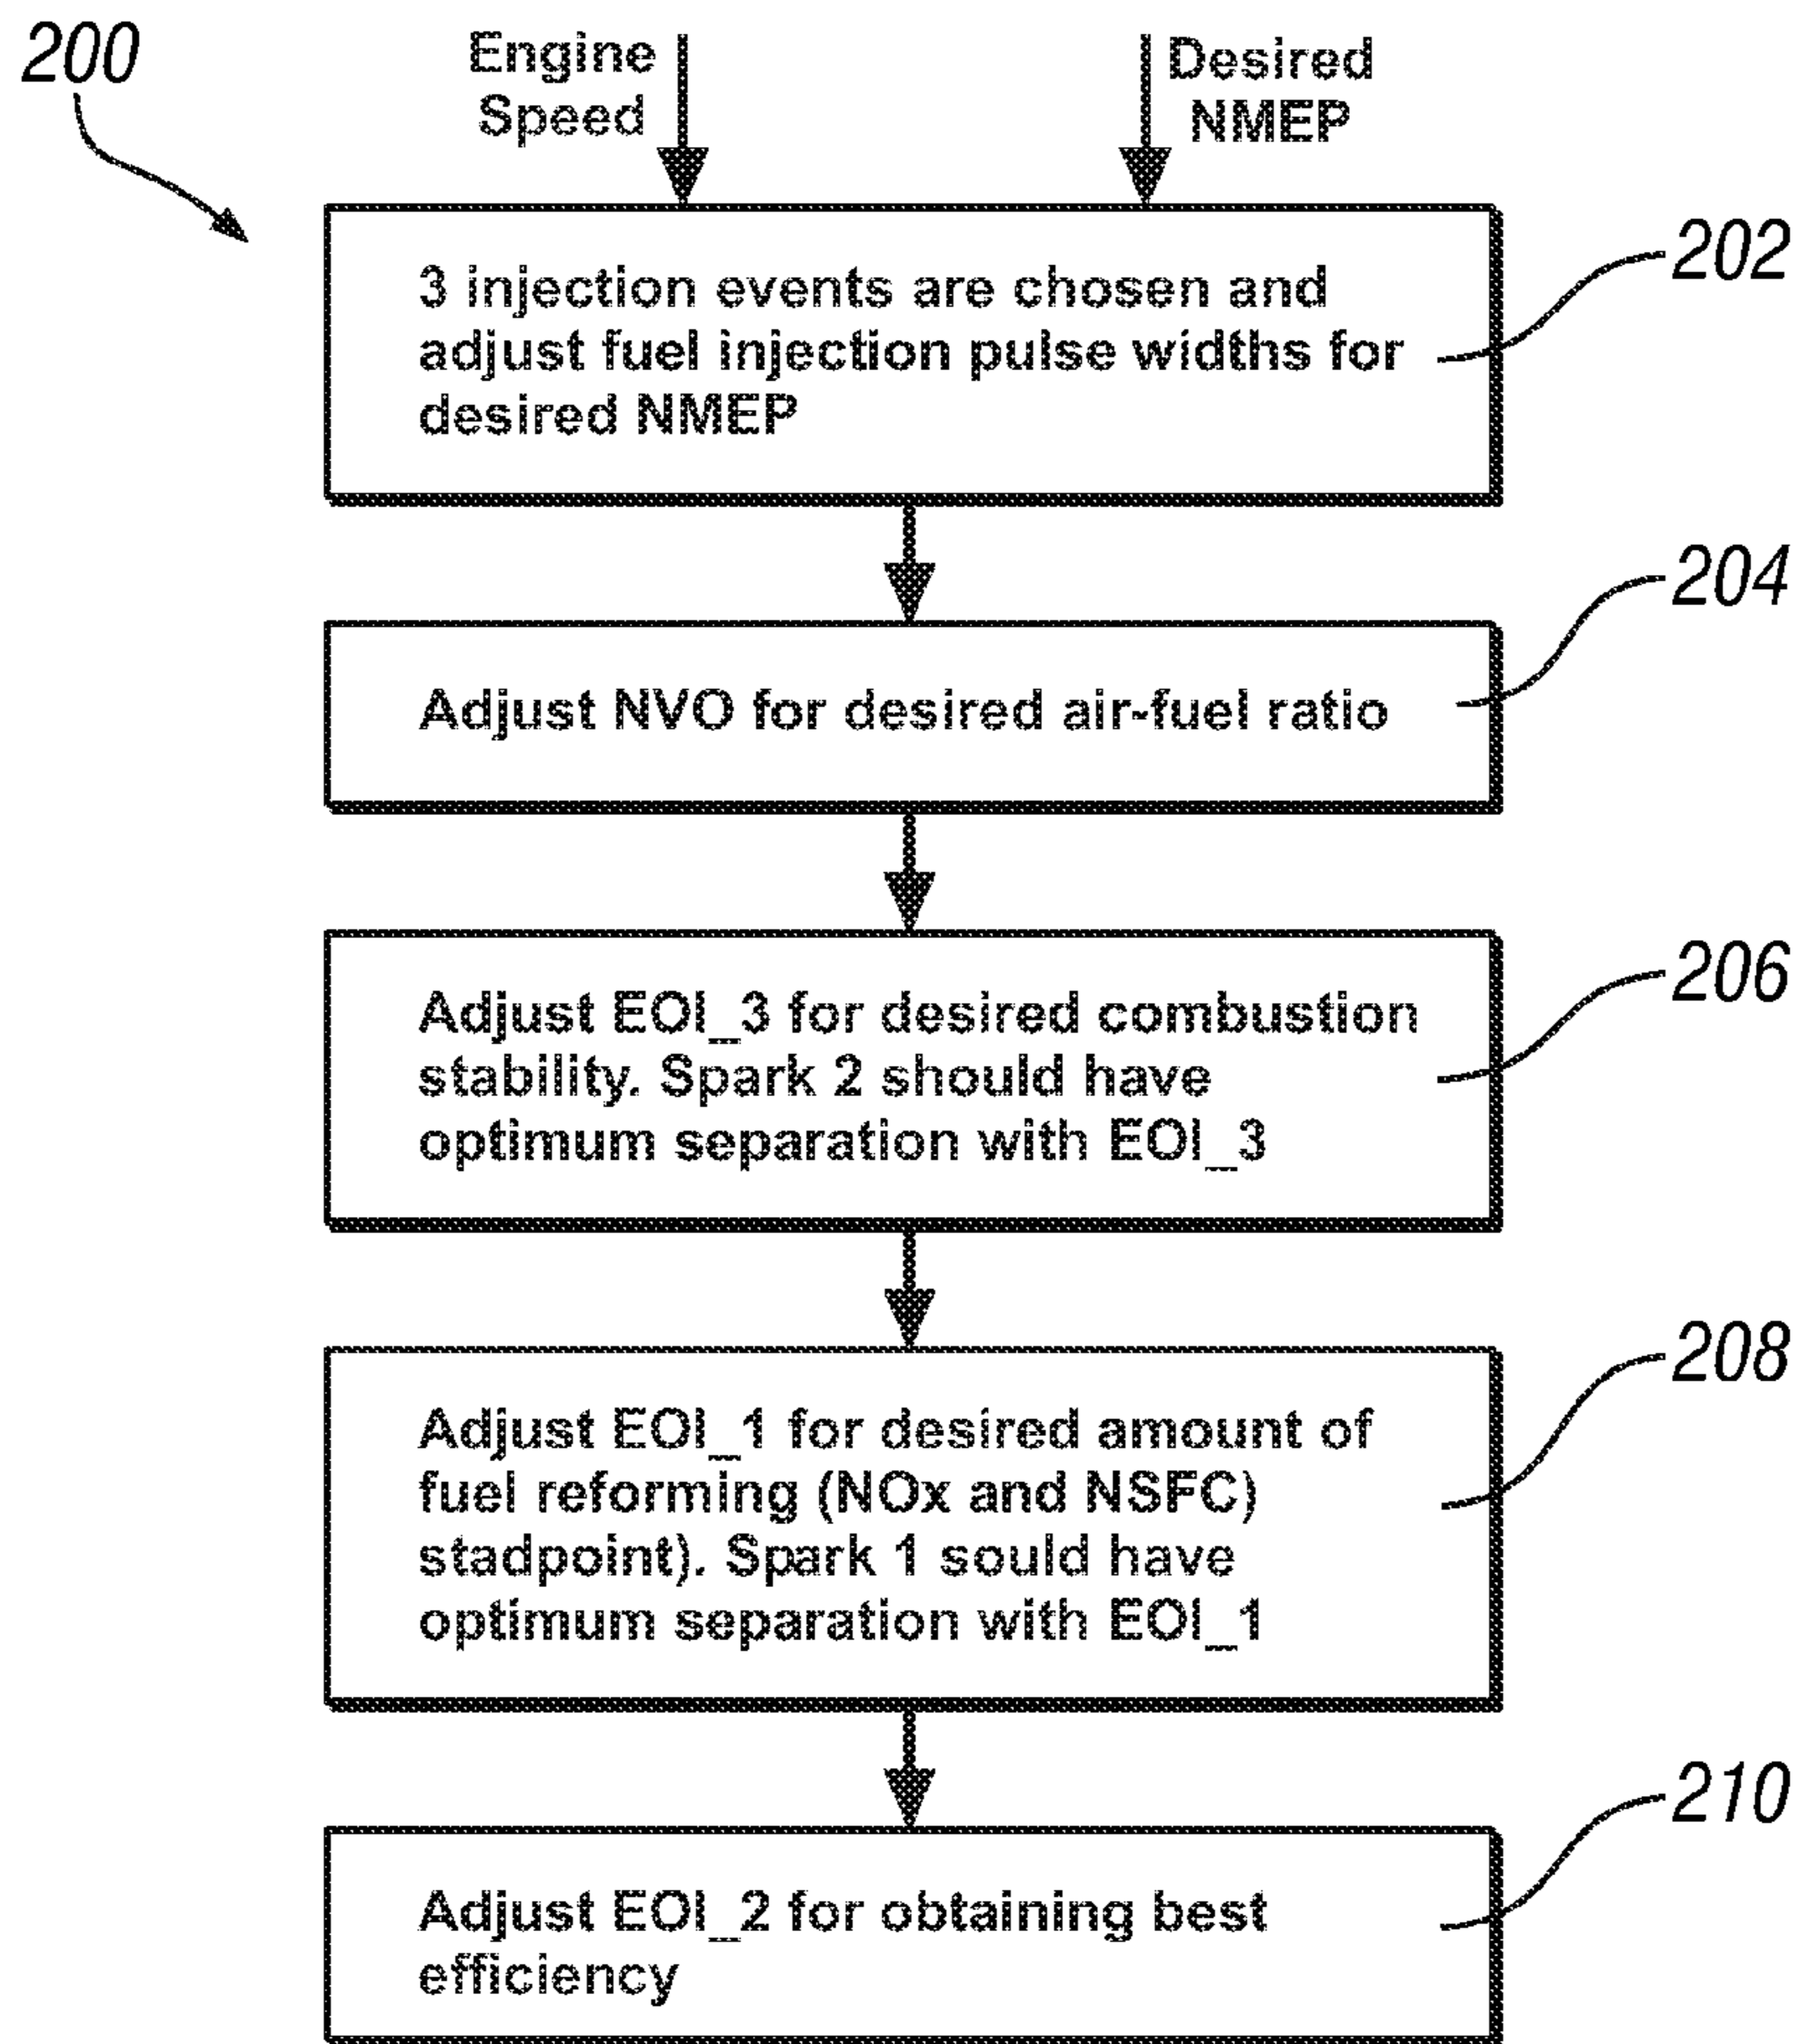 200
Engine
Speed
Desired
NMEP
3 injection events are chosen and
adjust fuel injection pulse widths for
desired NMEP
202
Adjust NVO for desired air-fuel ratio
204
Adjust EOI_3 for desired combustion
stability. Spark 2 should have
optimum separation with EOI_3
206
Adjust EOI_1 for desired amount of
fuel reforming (NOx and NSFC)
stadpoint). Spark 1 sould have
optimum separation with EOI_1
208
Adjust EOI_2 for obtaining best
efficiency
210